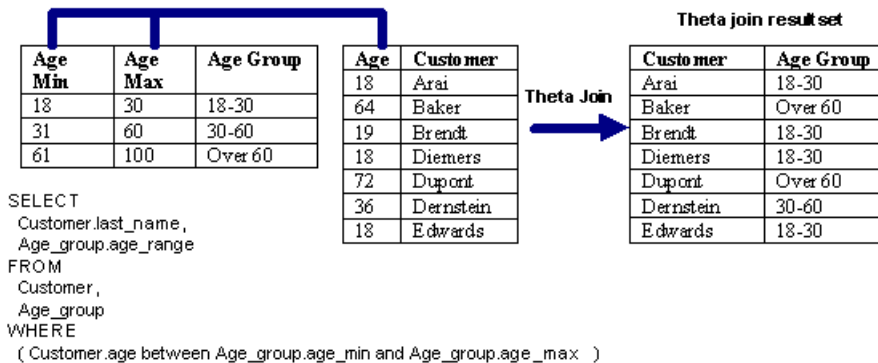 Theta join result set
Age Min Age Max Age Group
18 30 18-30
31 60 30-60
61 100 Over 60
Age Customer
18 Arai
64 Baker
19 Brendt
18 Diemers
72 Dupont
36 Dernstein
18 Edwards
Theta Join
Customer Age Group
Arai 18-30
Baker Over 60
Brendt 18-30
Diemers 18-30
Dupont Over 60
Dernstein 30-60
Edwards 18-30
SELECT
Customer.last_name,
Age_group.age_range
FROM
Customer,
Age_group
WHERE
( Customer.age between Age_group.age_min and Age_group.age_max )